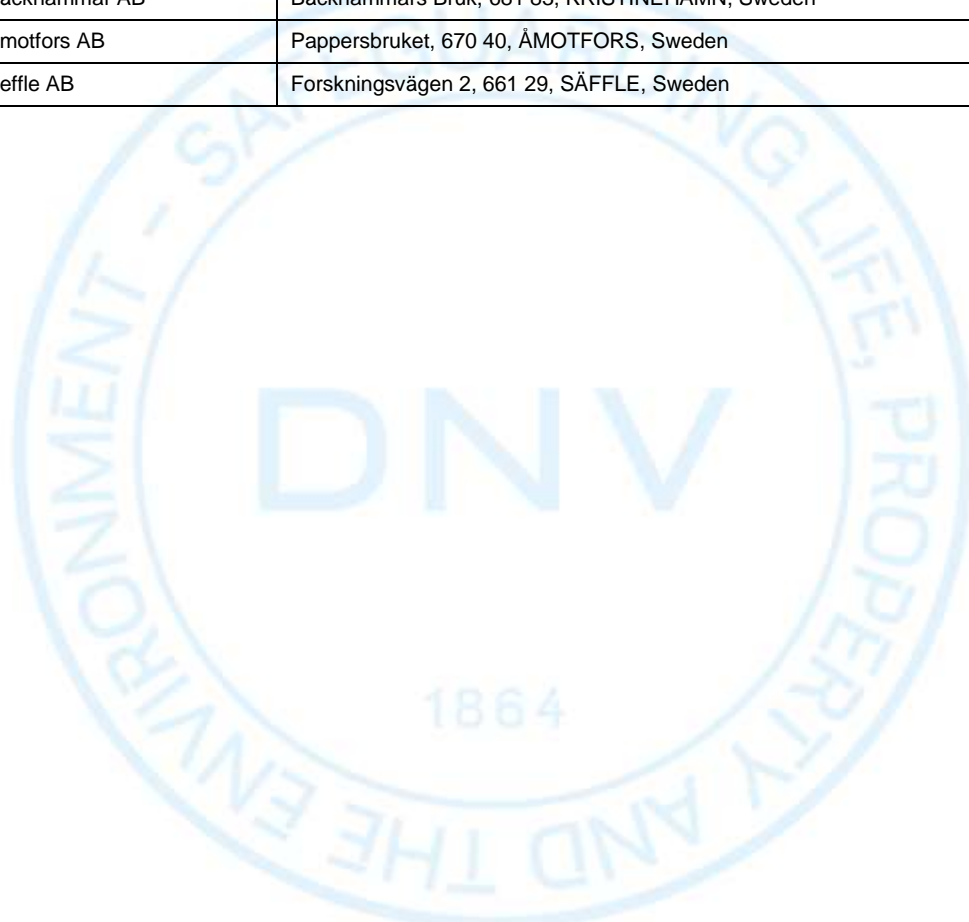 ackhammar AB Bäckhammars Bruk, 681 83, KRISTINEHAMN, Sweden
motfors AB Pappersbruket, 670 40, ÅMOTFORS, Sweden
effle AB Forskningsvägen 2, 661 29, SÄFFLE, Sweden
- SAFEGUARDING LIFE, PROPERTY AND THE ENVIRONMENT
DNV
1864